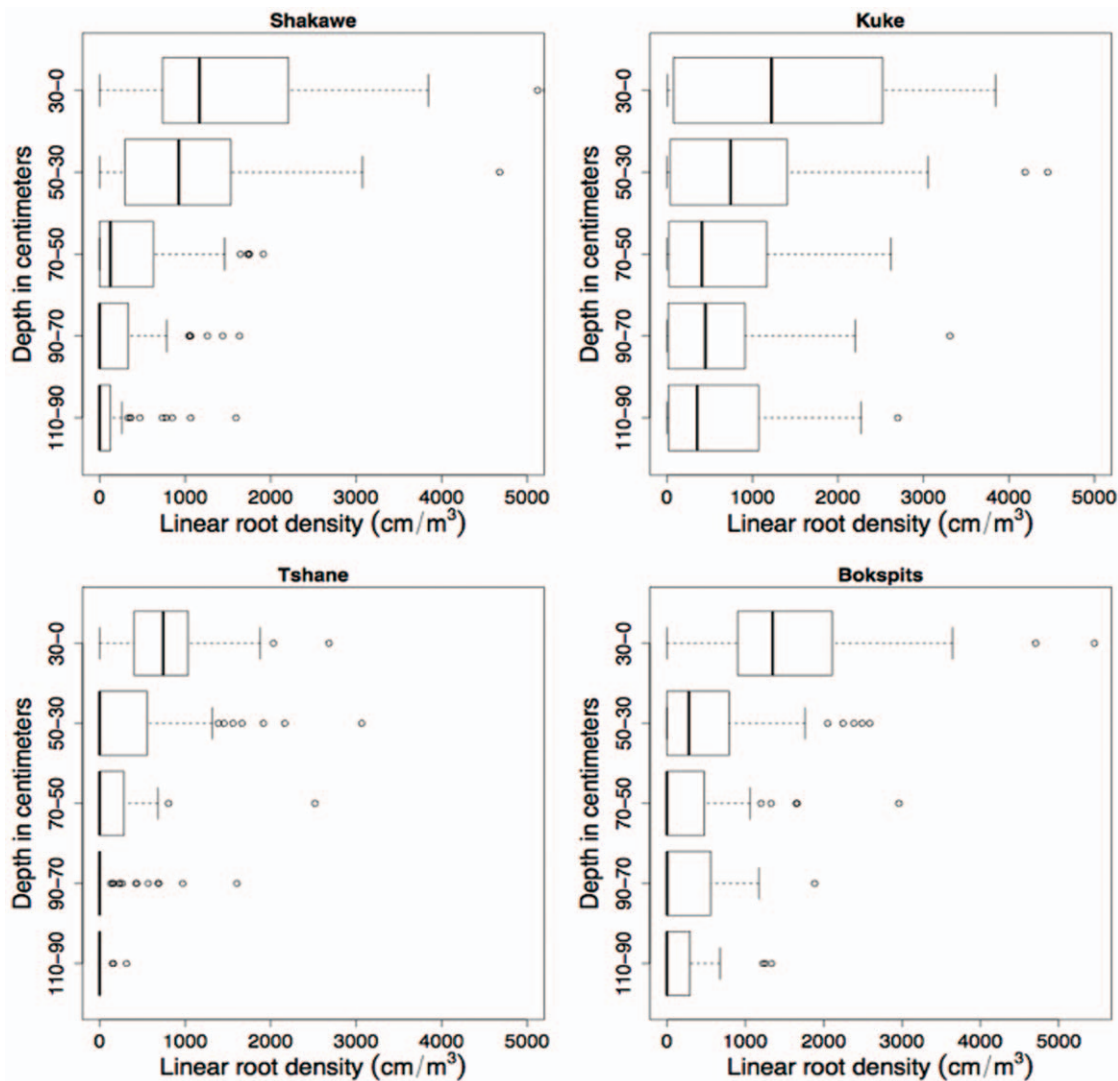 Shakawe
Depth in centimeters
30−0
50−30
70−50
90−70
110−90
0 1000 2000 3000 4000 5000
Linear root density (cm/m³)
Kuke
Depth in centimeters
30−0
50−30
70−50
90−70
110−90
0 1000 2000 3000 4000 5000
Linear root density (cm/m³)
Tshane
Depth in centimeters
30−0
50−30
70−50
90−70
110−90
0 1000 2000 3000 4000 5000
Linear root density (cm/m³)
Bokspits
Depth in centimeters
30−0
50−30
70−50
90−70
110−90
0 1000 2000 3000 4000 5000
Linear root density (cm/m³)